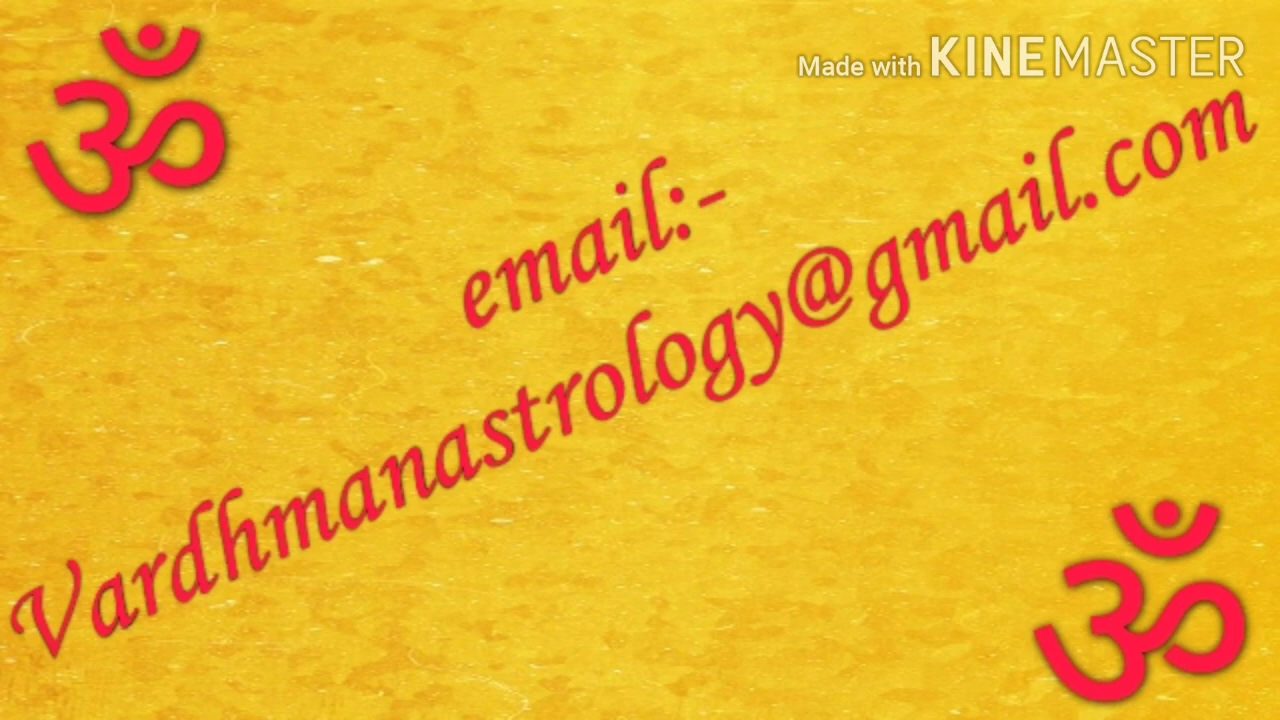 ॐ
Made with KINEMASTER
email:-
Vardhmanastrology@gmail.com
ॐ